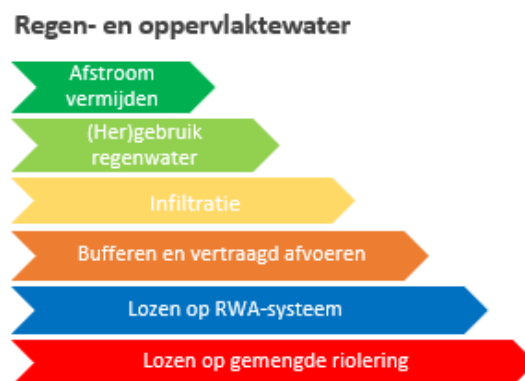 Regen- en oppervlaktewater
Afstroom
vermijden
(Her)gebruik
regenwater
Infiltratie
Bufferen en vertraagd afvoeren
Lozen op RWA-systeem
Lozen op gemengde riolering